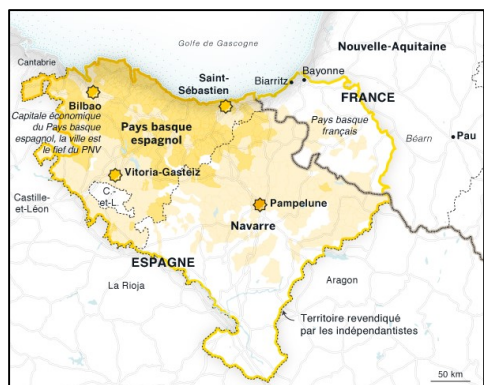 Golfe de Gascogne
Nouvelle-Aquitaine
Cantabrie
Saint-
Sébastien
Biarritz
Bayonne
Bilbao
FRANCE
Capitale économique
du Pays basque
espagnol, la ville est
le fief du PNV
Pays basque
espagnol
Pays basque
français
Béarn
Pau
Vitoria-Gasteiz
C.-
et-L.
Castille-
et-Léon
Pampelune
Navarre
ESPAGNE
La Rioja
Aragon
Territoire revendiqué
par les indépendantistes
50 km